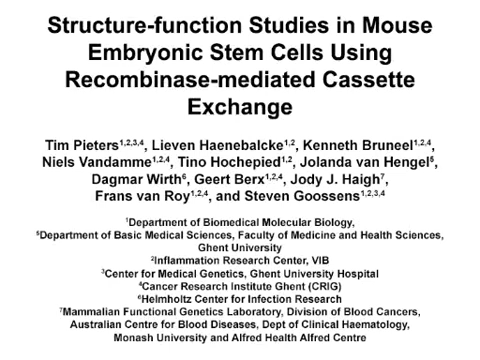 Structure-function Studies in Mouse
Embryonic Stem Cells Using
Recombinase-mediated Cassette
Exchange
Tim Pieters1,2,3,4, Lieven Haenebalcke1,2, Kenneth Bruneel1,2,4,
Niels Vandamme1,2,4, Tino Hochepied1,2, Jolanda van Hengel5,
Dagmar Wirth6, Geert Berx1,2,4, Jody J. Haigh7,
Frans van Roy1,2,4, and Steven Goossens1,2,3,4
1Department of Biomedical Molecular Biology,
5Department of Basic Medical Sciences, Faculty of Medicine and Health Sciences,
Ghent University
2Inflammation Research Center, VIB
3Center for Medical Genetics, Ghent University Hospital
4Cancer Research Institute Ghent (CRIG)
6Helmholtz Center for Infection Research
7Mammalian Functional Genetics Laboratory, Division of Blood Cancers,
Australian Centre for Blood Diseases, Dept of Clinical Haematology,
Monash University and Alfred Health Alfred Centre